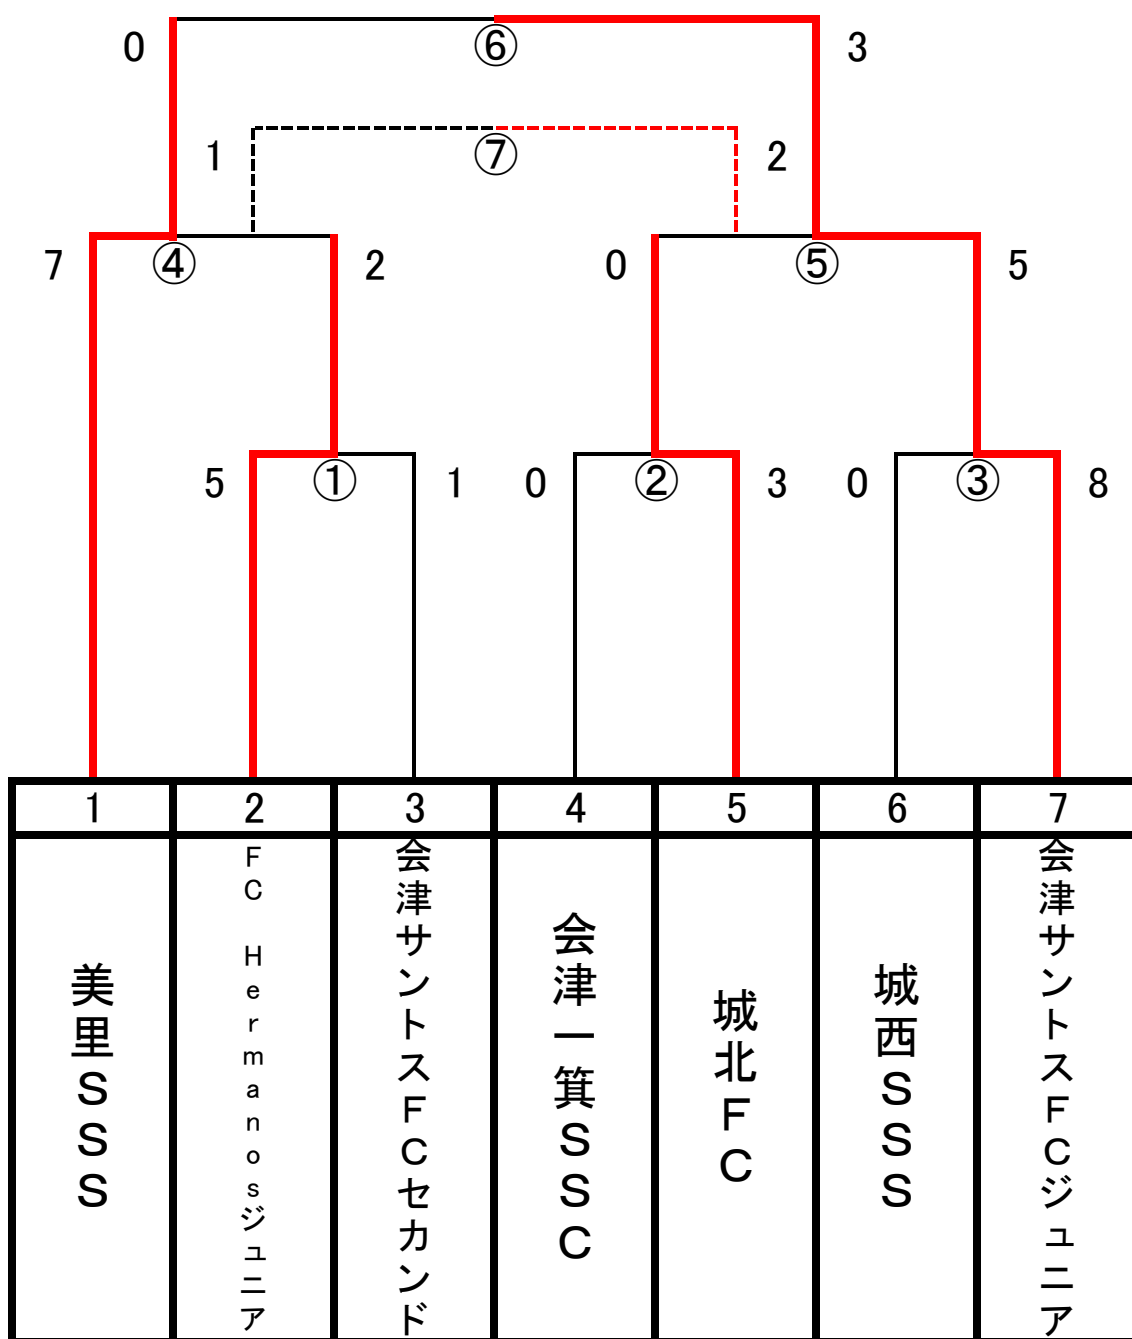 0 ⑥ 3
1 ⑦ 2
7 ④ 2 0 ⑤ 5
5 ① 1 0 ② 3 0 ③ 8
1 2 3 4 5 6 7
美里ＳＳＳ
ＦＣ　Ｈｅｒｍａｎｏｓジュニア
会津サントスＦＣセカンド
会津一箕ＳＳＣ
城北ＦＣ
城西ＳＳＳ
会津サントスＦＣジュニア